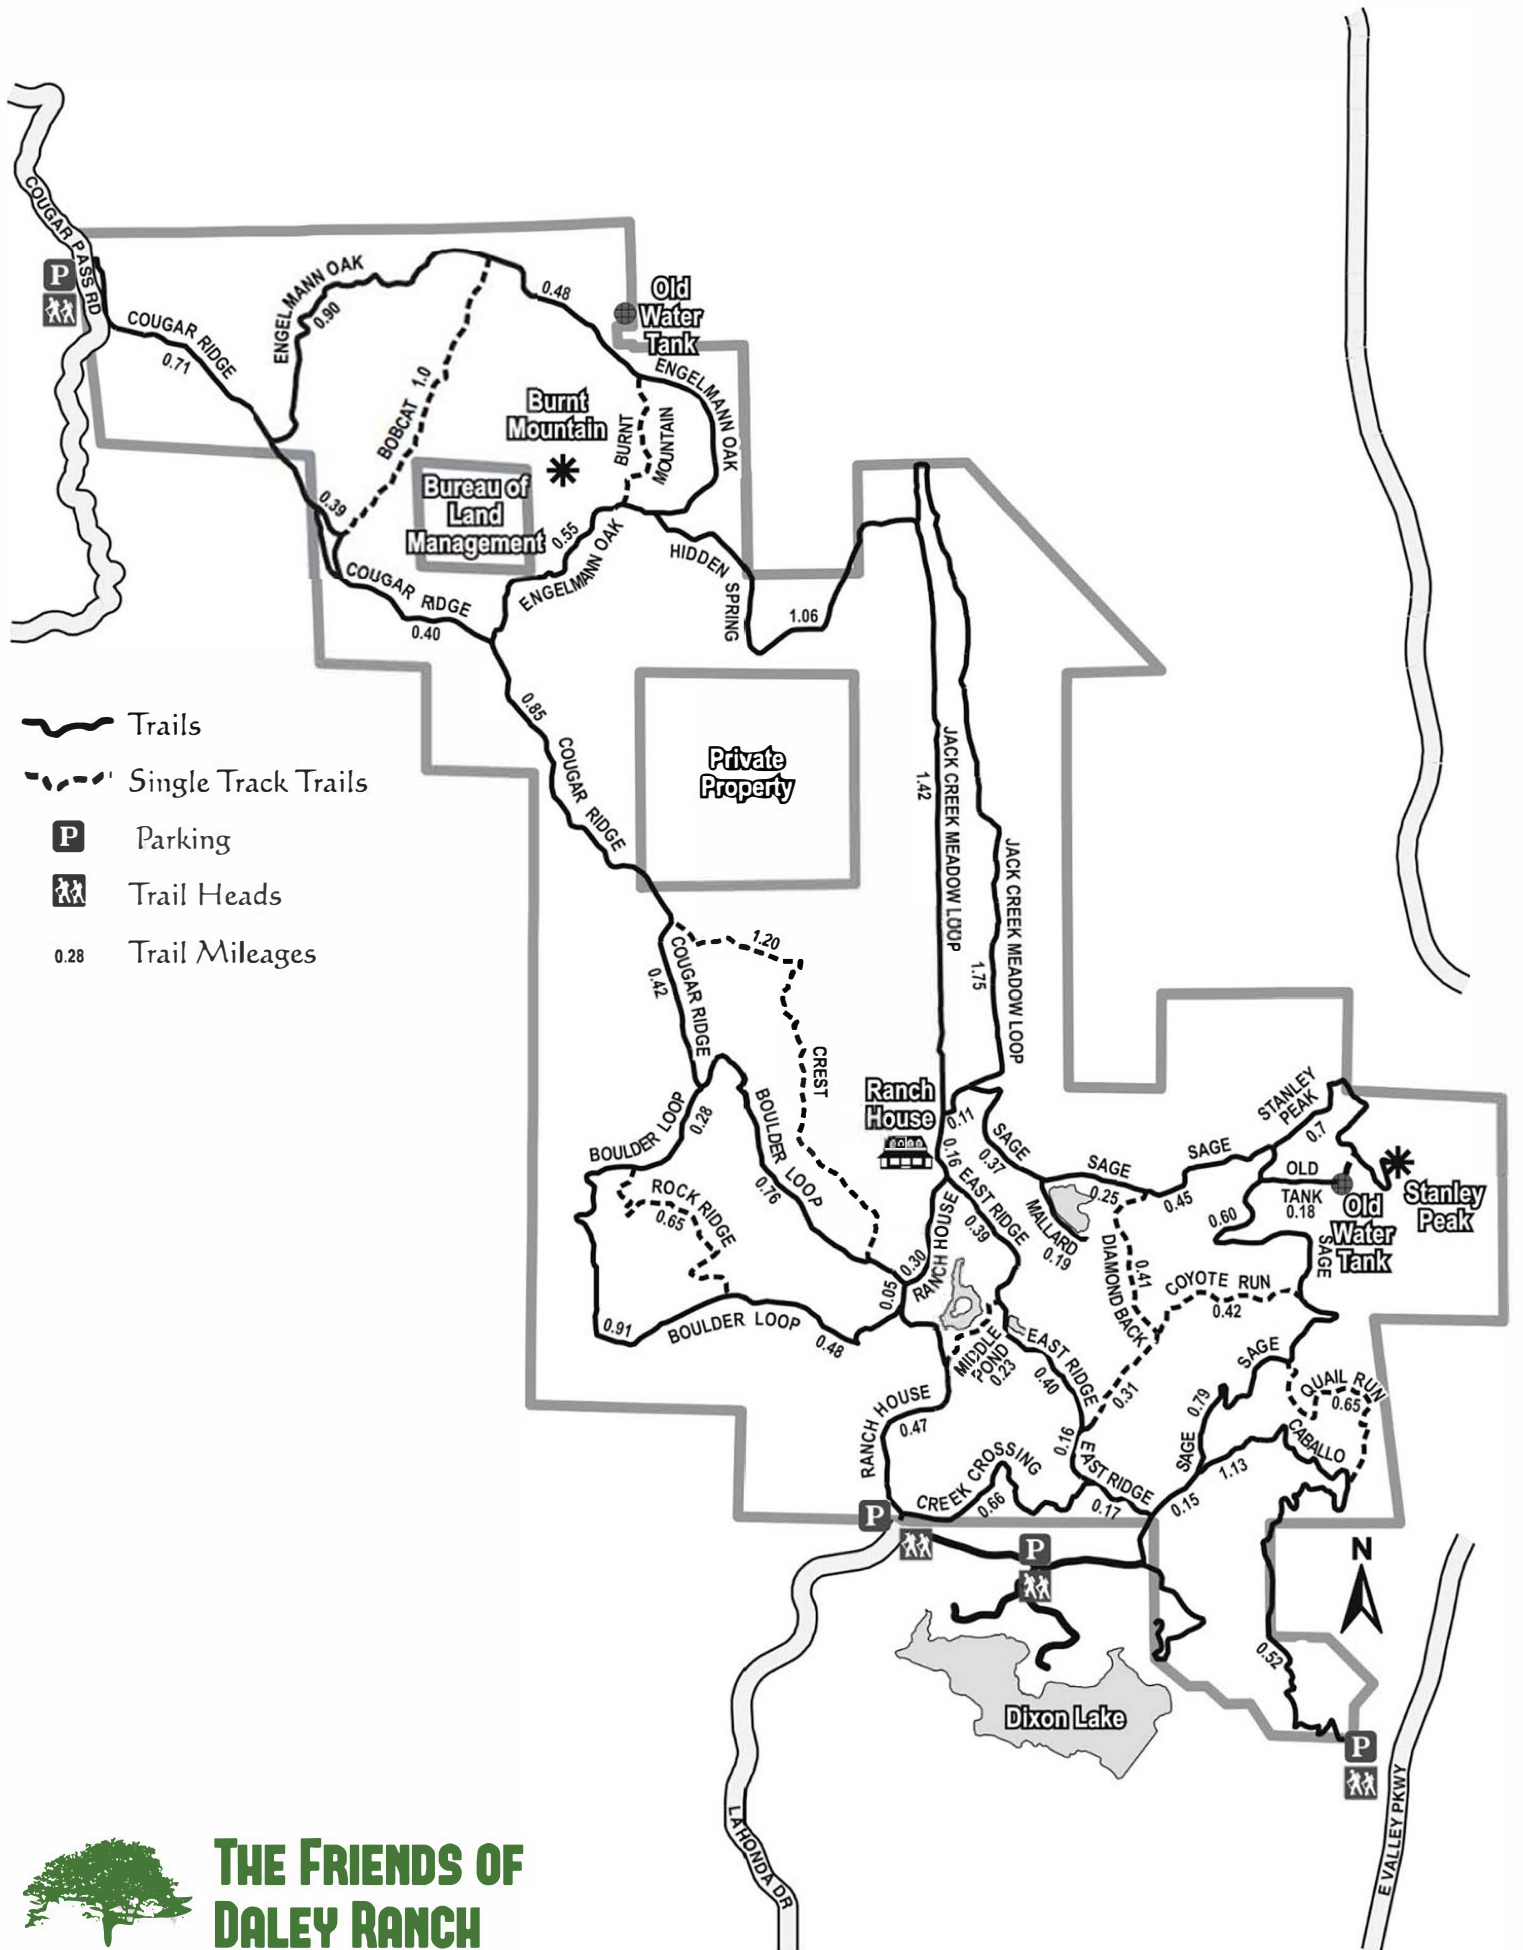 COUGAR PASS RD
P
COUGAR RIDGE
0.71
ENGELMANN OAK
0.90
0.48
Old
Water
Tank
ENGELMANN OAK
BOBCAT 1.0
Burnt
Mountain
BURNT
MOUNTAIN
Bureau of
Land
Management
0.39
0.55
ENGELMANN OAK
COUGAR RIDGE
0.40
HIDDEN SPRING
1.06
0.85
COUGAR RIDGE
Private
Property
JACK CREEK MEADOW LOOP
1.42
JACK CREEK MEADOW LOOP
1.75
Trails
Single Track Trails
P
Parking
Trail Heads
0.28
Trail Mileages
1.20
CREST
COUGAR RIDGE
0.42
BOULDER LOOP
0.28
BOULDER LOOP
0.76
ROCK RIDGE
0.65
0.91
BOULDER LOOP
0.48
Ranch
House
0.11
0.16
SAGE
0.37
SAGE
0.25
SAGE
0.45
STANLEY
PEAK
0.7
OLD
TANK
0.18
Old
Water
Tank
Stanley
Peak
0.60
SAGE
EAST RIDGE
0.39
MALLARD
0.19
RANCH HOUSE
0.30
0.05
DIAMOND BACK
0.41
COYOTE RUN
0.42
MIDDLE
POND
0.23
EAST RIDGE
0.40
0.31
SAGE
0.79
SAGE
QUAIL RUN
0.65
CABALLO
1.13
RANCH HOUSE
0.47
0.16
EAST RIDGE
0.17
0.15
CREEK CROSSING
0.66
P
P
N
0.52
Dixon Lake
P
LA HONDA DR
E VALLEY PKWY
THE FRIENDS OF
DALEY RANCH